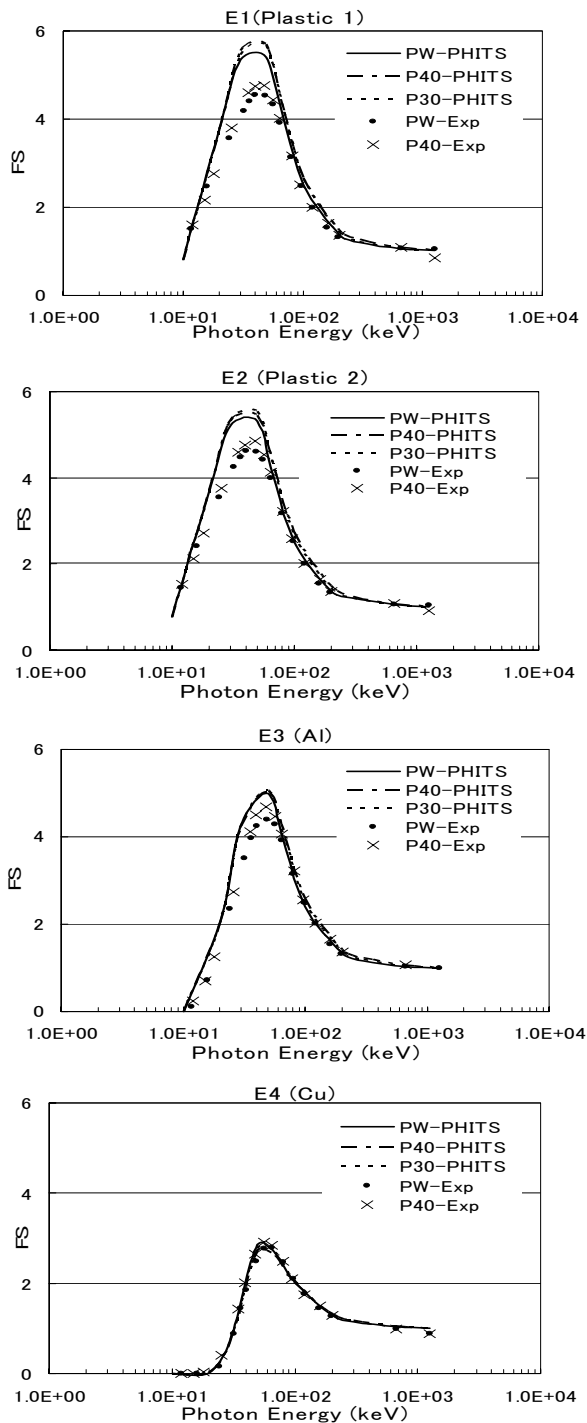 E1(Plastic 1)
6
4
2
0
FS
PW-PHITS
P40-PHITS
P30-PHITS
PW-Exp
P40-Exp
1.0E+00 1.0E+01 1.0E+02 1.0E+03 1.0E+04
Photon Energy (keV)
E2 (Plastic 2)
6
4
2
0
FS
PW-PHITS
P40-PHITS
P30-PHITS
PW-Exp
P40-Exp
1.0E+00 1.0E+01 1.0E+02 1.0E+03 1.0E+04
Photon Energy (keV)
E3 (Al)
6
4
2
0
FS
PW-PHITS
P40-PHITS
P30-PHITS
PW-Exp
P40-Exp
1.0E+00 1.0E+01 1.0E+02 1.0E+03 1.0E+04
Photon Energy (keV)
E4 (Cu)
6
4
2
0
FS
PW-PHITS
P40-PHITS
P30-PHITS
PW-Exp
P40-Exp
1.0E+00 1.0E+01 1.0E+02 1.0E+03 1.0E+04
Photon Energy (keV)